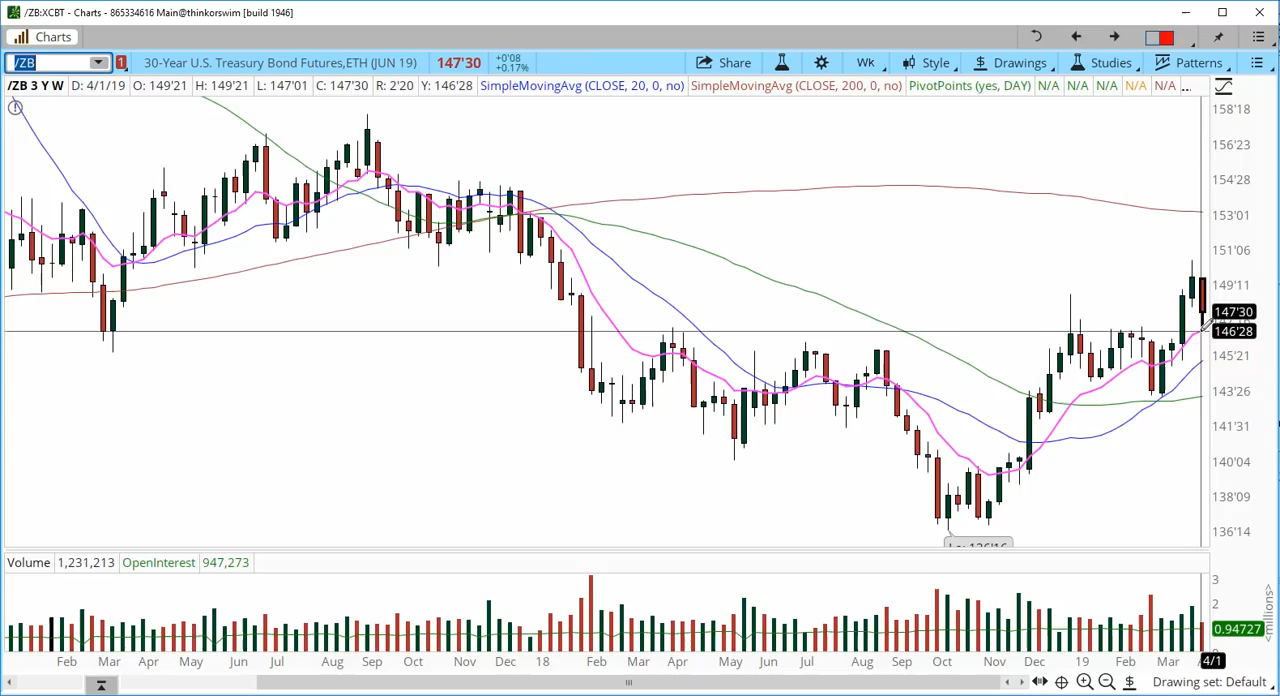 /ZB:XCBT - Charts - 865334616 Main@thinkorswim [build 1946]
Charts
/ZB 1 30-Year U.S. Treasury Bond Futures,ETH (JUN 19) 147'30 +0'08 +0.17% Share Wk Style Drawings Studies Patterns
/ZB 3 Y W D: 4/1/19 O: 149'21 H: 149'21 L: 147'01 C: 147'30 R: 2'20 Y: 146'28 SimpleMovingAvg (CLOSE, 20, 0, no) SimpleMovingAvg (CLOSE, 200, 0, no) PivotPoints (yes, DAY) N/A N/A N/A N/A N/A ...
158'18
156'23
154'28
153'01
151'06
149'11
147'30
146'28
145'21
143'26
141'31
140'04
138'09
136'14
Volume 1,231,213 OpenInterest 947,273
3
2
0.94727
<millions>
Feb Mar Apr May Jun Jul Aug Sep Oct Nov Dec 18 Feb Mar Apr May Jun Jul Aug Sep Oct Nov Dec 19 Feb Mar 4/1
Drawing set: Default